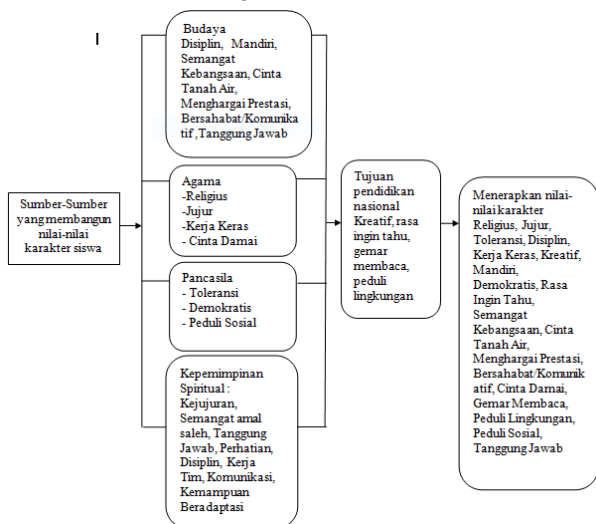 I
Budaya
Disiplin, Mandiri,
Semangat
Kebangsaan, Cinta
Tanah Air,
Menghargai Prestasi,
Bersahabat/Komunika
tif ,Tanggung Jawab
Sumber-Sumber
yang membangun
nilai-nilai
karakter siswa
Agama
-Religius
-Jujur
-Kerja Keras
- Cinta Damai
Pancasila
- Toleransi
- Demokratis
- Peduli Sosial
Kepemimpinan
Spiritual :
Kejujuran,
Semangat amal
saleh, Tanggung
Jawab, Perhatian,
Disiplin, Kerja
Tim, Komunikasi,
Kemampuan
Beradaptasi
Tujuan
pendidikan
nasional
Kreatif, rasa
ingin tahu,
gemar
membaca,
peduli
lingkungan
Menerapkan nilai-
nilai karakter
Religius, Jujur,
Toleransi, Disiplin,
Kerja Keras, Kreatif,
Mandiri,
Demokratis, Rasa
Ingin Tahu,
Semangat
Kebangsaan, Cinta
Tanah Air,
Menghargai Prestasi,
Bersahabat/Komunik
atif, Cinta Damai,
Gemar Membaca,
Peduli Lingkungan,
Peduli Sosial,
Tanggung Jawab